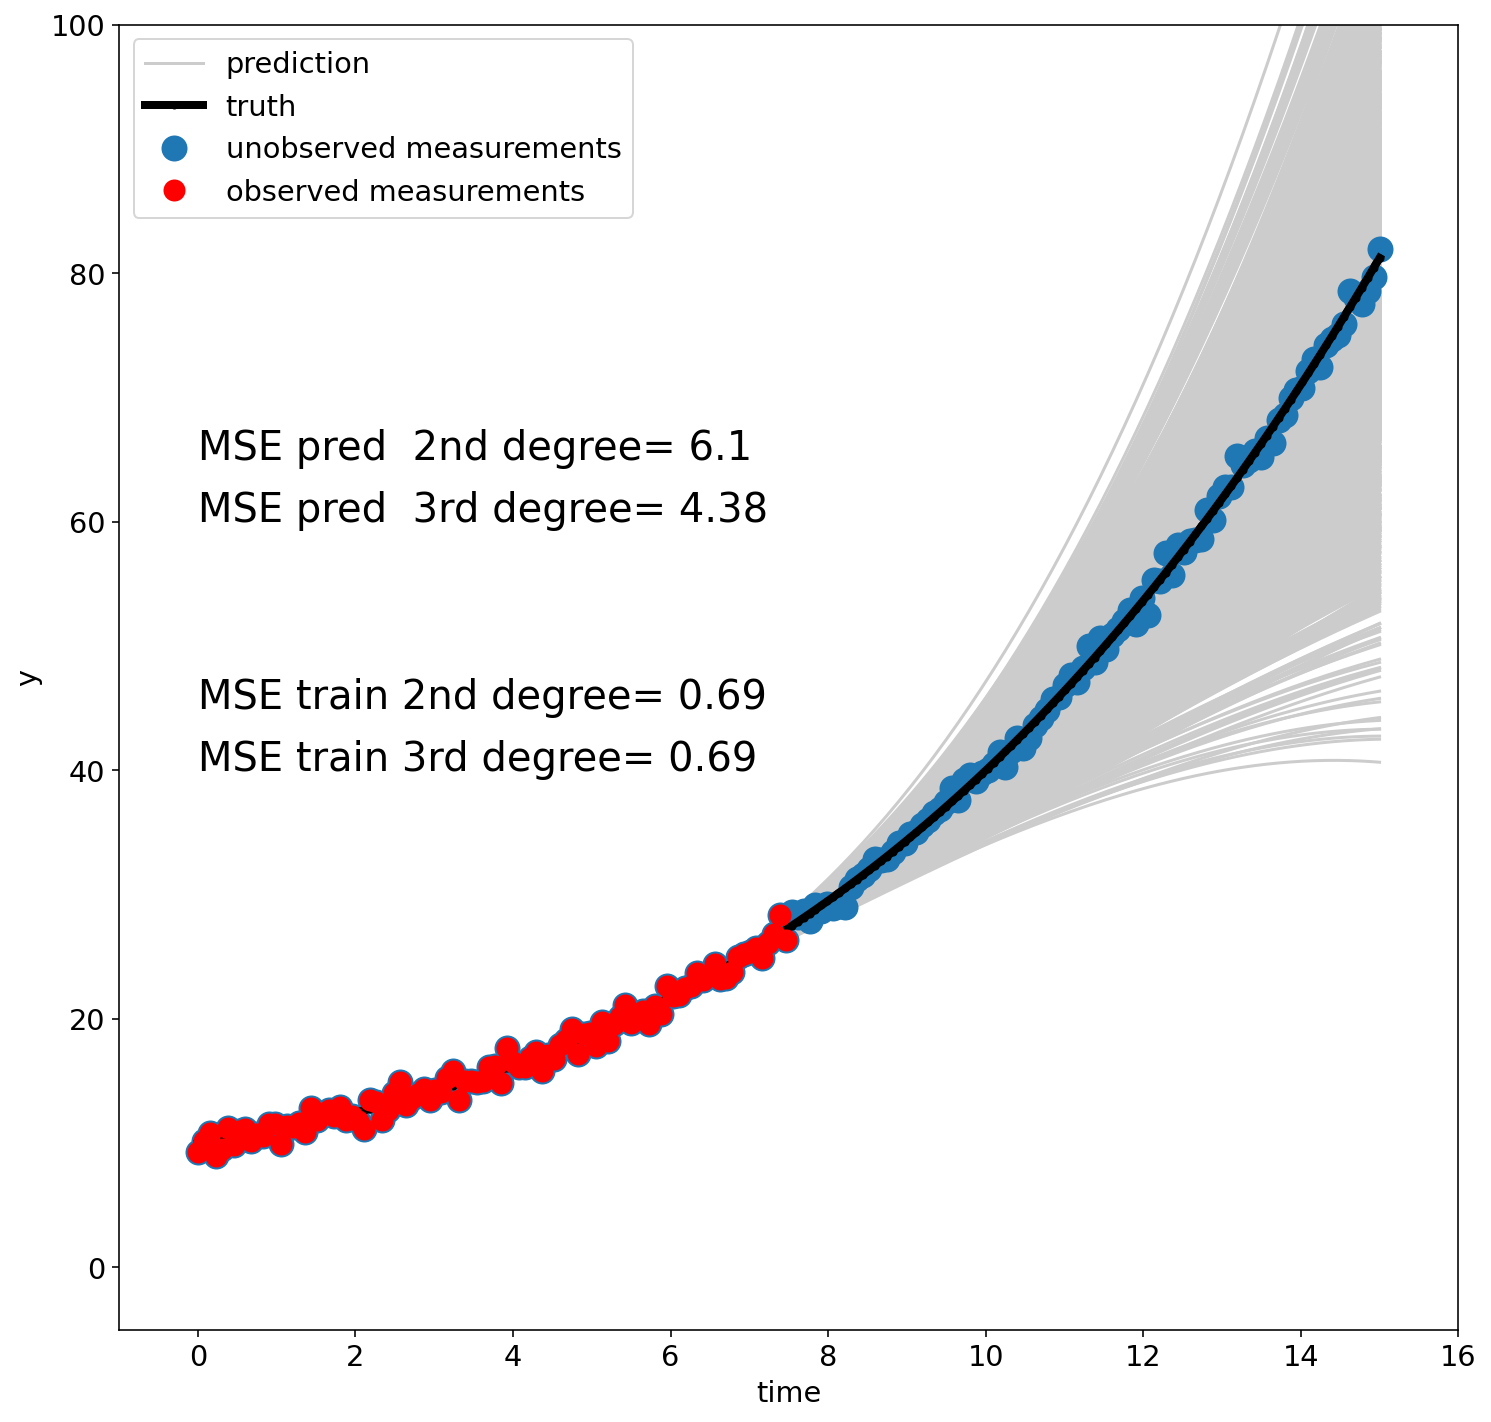 prediction
truth
unobserved measurements
observed measurements
MSE pred  2nd degree= 6.1
MSE pred  3rd degree= 4.38
MSE train 2nd degree= 0.69
MSE train 3rd degree= 0.69
y
100
80
60
40
20
0
0 2 4 6 8 10 12 14 16
time